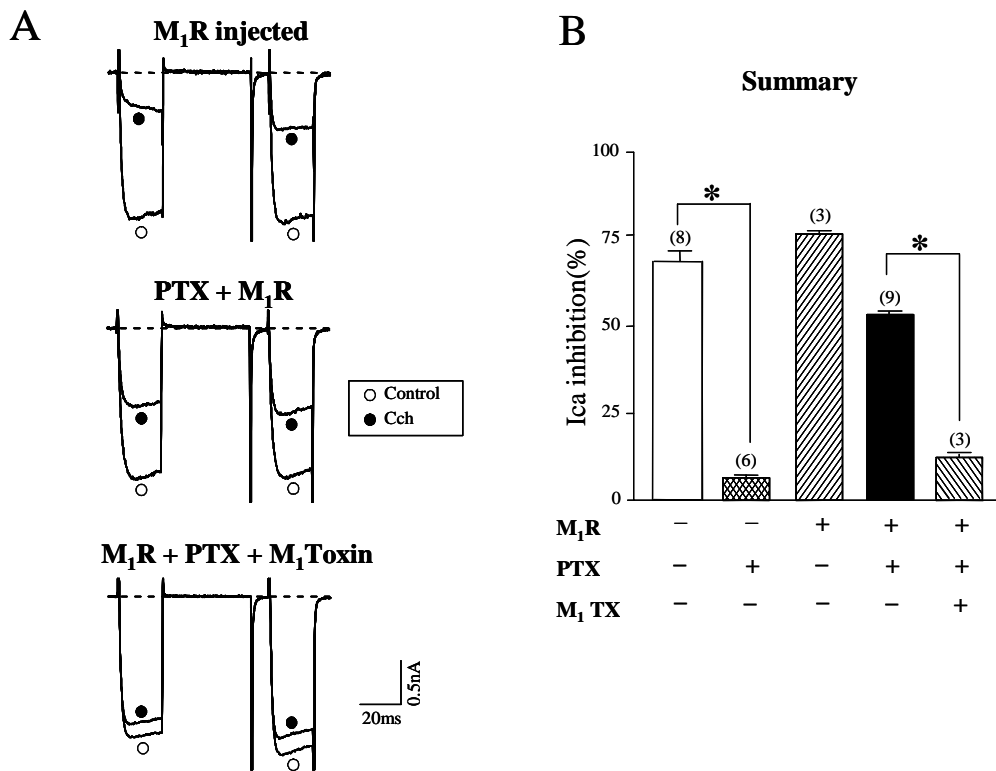 A
M₁R injected
PTX + M₁R
○ Control
● Cch
M₁R + PTX + M₁Toxin
0.5nA
20ms
B
Summary
Ica inhibition(%)
100
75
50
25
0
*
*
(8)
(6)
(3)
(9)
(3)
M₁R − − + + +
PTX − + − + +
M₁ TX − − − − +